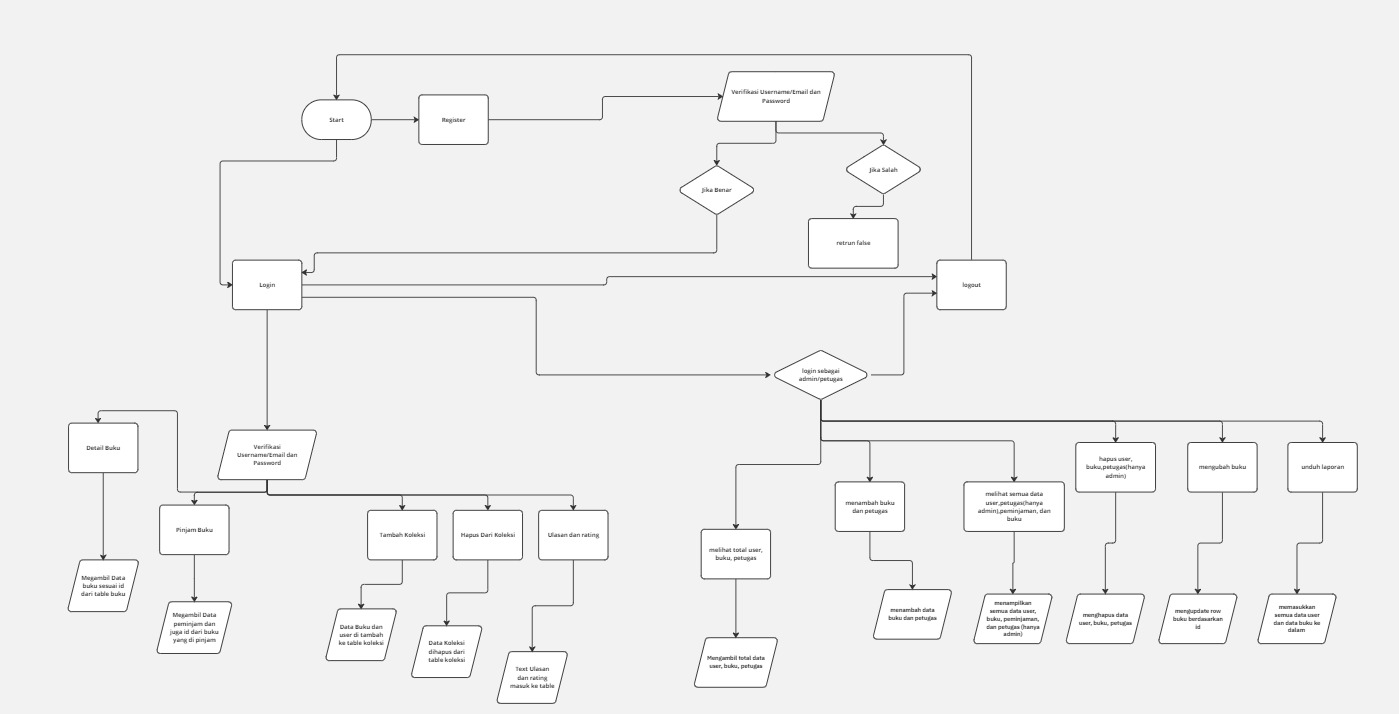 Verifikasi Username/Email dan
Password
Start
Register
Jika Salah
Jika Benar
retrun false
Login
logout
login sebagai
admin/petugas
Detail Buku
Verifikasi
Username/Email dan
Password
hapus user,
buku,petugas(hanya
admin)
mengubah buku
unduh laporan
menambah buku
dan petugas
melihat semua data
user,petugas(hanya
admin),peminjaman, dan
buku
Pinjam Buku
Tambah Koleksi
Hapus Dari Koleksi
Ulasan dan rating
melihat total user,
buku, petugas
Megambil Data
buku sesuai id
dari table buku
Megambil Data
peminjam dan
juga id dari buku
yang di pinjam
Data Buku dan
user di tambah
ke table koleksi
Data Koleksi
dihapus dari
table koleksi
Text Ulasan
dan rating
masuk ke table
Mengambil total data
user, buku, petugas
menambah data
buku dan petugas
menampilkan
semua data user,
buku, peminjaman,
dan petugas (hanya
admin)
menghapus data
user, buku, petugas
mengupdate row
buku berdasarkan
id
memasukkan
semua data user
dan data buku ke
dalam